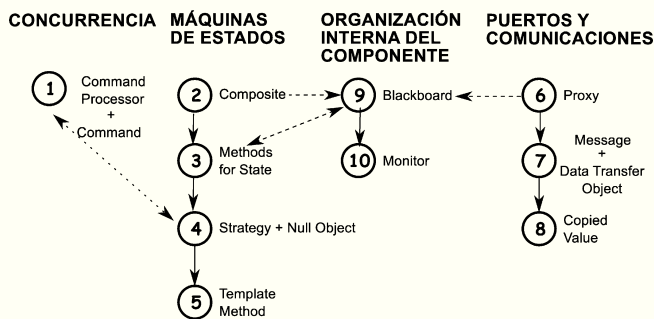 CONCURRENCIA
MÁQUINAS
DE ESTADOS
ORGANIZACIÓN
INTERNA DEL
COMPONENTE
PUERTOS Y
COMUNICACIONES
1
Command
Processor
+
Command
2
Composite
9
Blackboard
6
Proxy
3
Methods
for State
10
Monitor
7
Message
+
Data Transfer
Object
4
Strategy + Null Object
8
Copied
Value
5
Template
Method